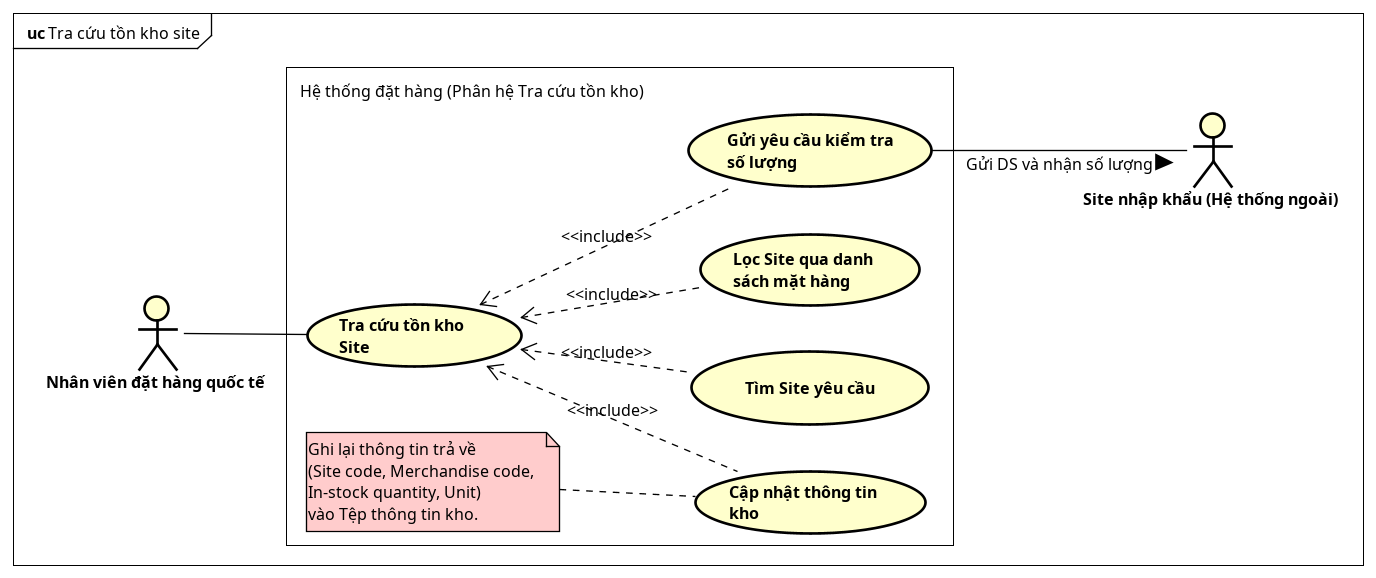 uc Tra cứu tồn kho site
Hệ thống đặt hàng (Phân hệ Tra cứu tồn kho)
Gửi yêu cầu kiểm tra
số lượng
Gửi DS và nhận số lượng
Site nhập khẩu (Hệ thống ngoài)
<<include>>
Lọc Site qua danh
sách mặt hàng
<<include>>
Tra cứu tồn kho
Site
Nhân viên đặt hàng quốc tế
<<include>>
Tìm Site yêu cầu
<<include>>
Ghi lại thông tin trả về
(Site code, Merchandise code,
In-stock quantity, Unit)
vào Tệp thông tin kho.
Cập nhật thông tin
kho